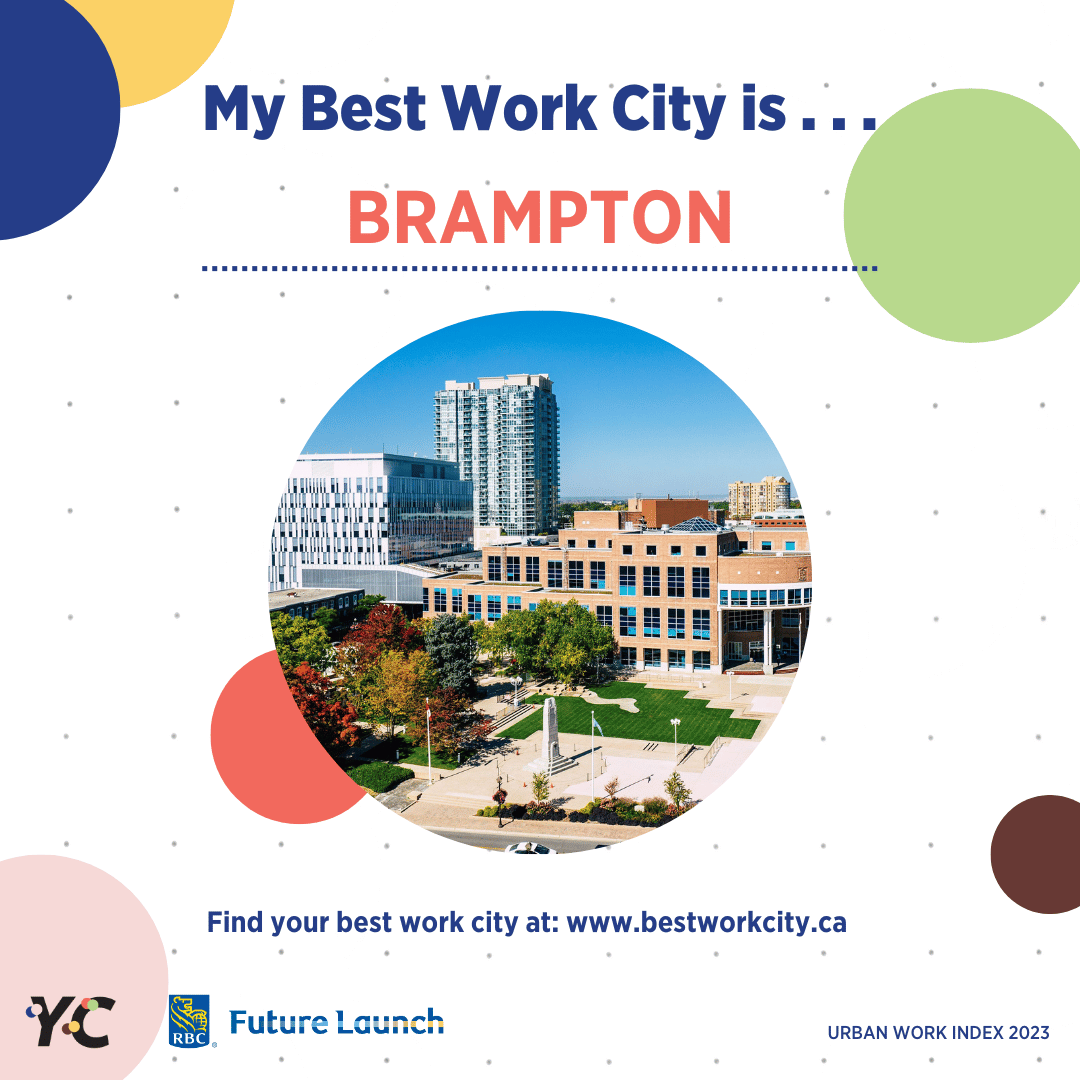 My Best Work City is . . .
BRAMPTON
Find your best work city at: www.bestworkcity.ca
YC
RBC
®
Future Launch
URBAN WORK INDEX 2023